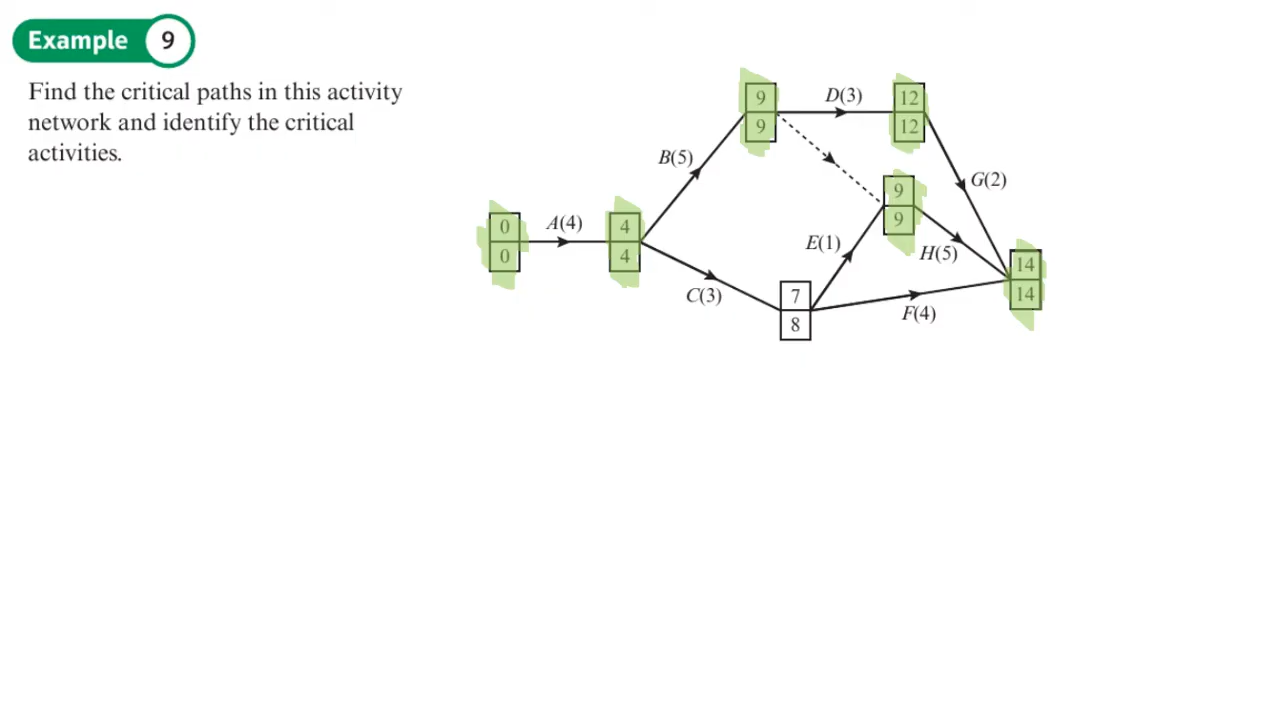 Example 9
Find the critical paths in this activity
network and identify the critical
activities.
9
9
D(3)
12
12
B(5)
G(2)
9
9
0
0
A(4)
4
4
E(1)
H(5)
14
14
C(3)
7
8
F(4)